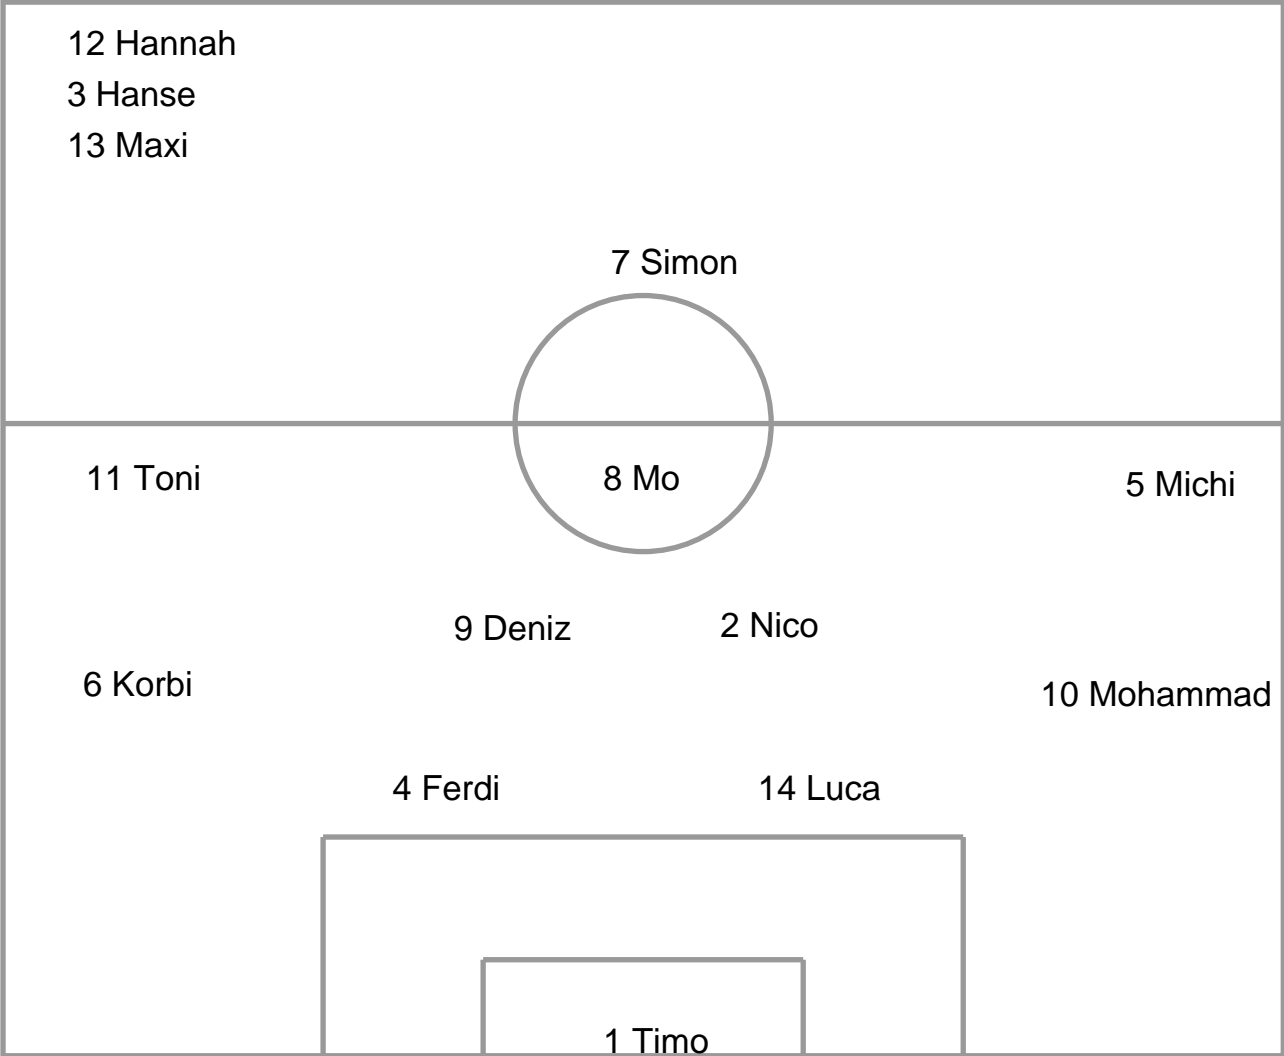 12 Hannah
3 Hanse
13 Maxi
7 Simon
11 Toni
8 Mo
5 Michi
9 Deniz
2 Nico
6 Korbi
10 Mohammad
4 Ferdi
14 Luca
1 Timo